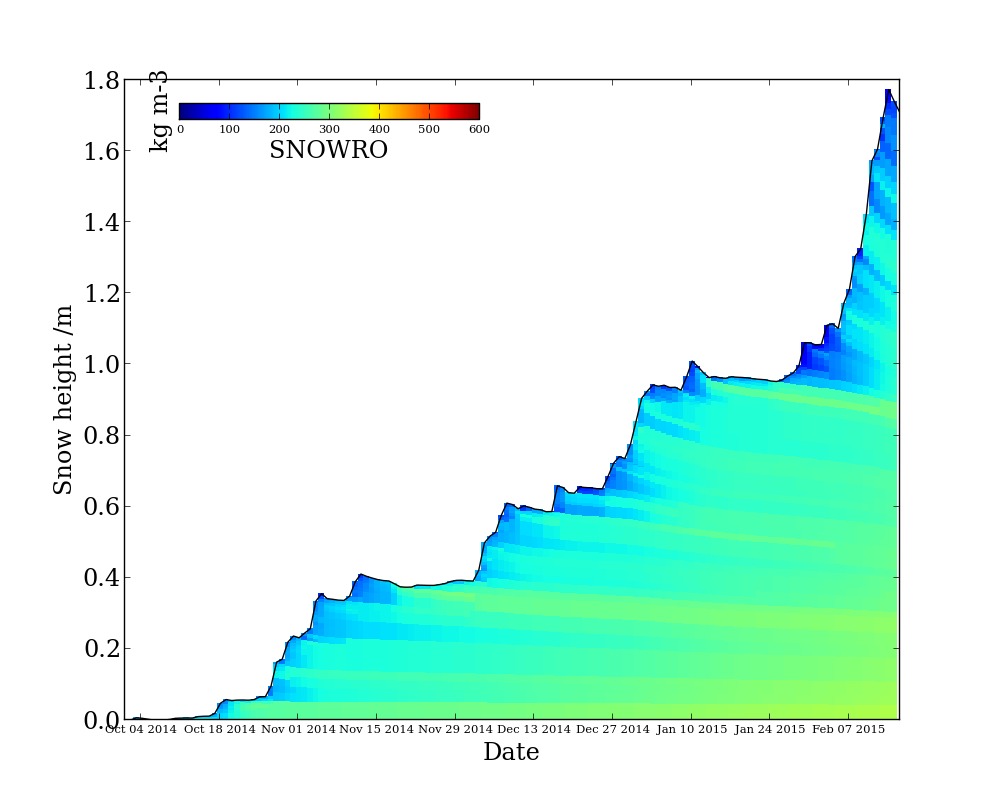 1.8
kg m-3
0 100 200 300 400 500 600
SNOWRO
1.6
1.4
1.2
Snow height /m
1.0
0.8
0.6
0.4
0.2
0.0
Oct 04 2014 Oct 18 2014 Nov 01 2014 Nov 15 2014 Nov 29 2014 Dec 13 2014 Dec 27 2014 Jan 10 2015 Jan 24 2015 Feb 07 2015
Date